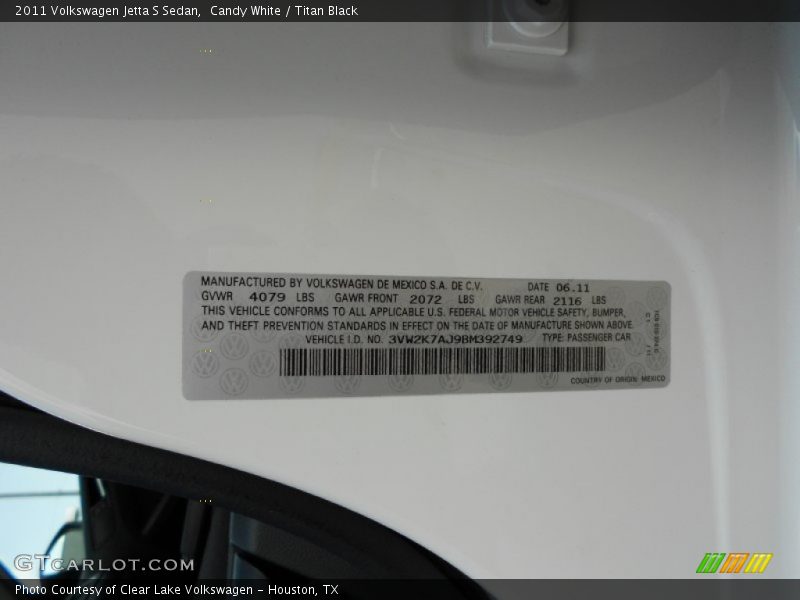 2011 Volkswagen Jetta S Sedan, Candy White / Titan Black
MANUFACTURED BY VOLKSWAGEN DE MEXICO S.A. DE C.V. DATE 06.11
GVWR 4079 LBS GAWR FRONT 2072 LBS GAWR REAR 2116 LBS
THIS VEHICLE CONFORMS TO ALL APPLICABLE U.S. FEDERAL MOTOR VEHICLE SAFETY, BUMPER,
AND THEFT PREVENTION STANDARDS IN EFFECT ON THE DATE OF MANUFACTURE SHOWN ABOVE.
VEHICLE I.D. NO. 3VW2K7AJ9BM392749 TYPE: PASSENGER CAR
COUNTRY OF ORIGIN: MEXICO
GTCARLOT.COM
Photo Courtesy of Clear Lake Volkswagen - Houston, TX